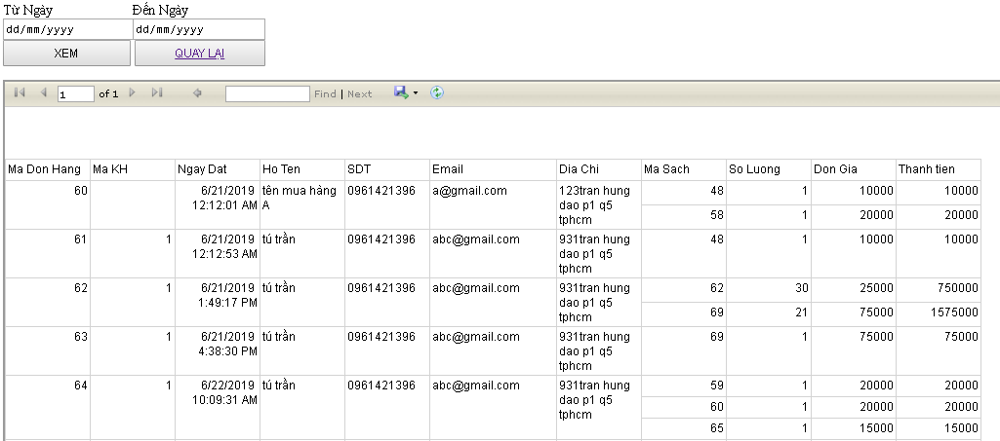 Từ Ngày Đến Ngày
dd/mm/yyyy dd/mm/yyyy
XEM QUAY LẠI
1 of 1 Find | Next
Ma Don Hang Ma KH Ngay Dat Ho Ten SDT Email Dia Chi Ma Sach So Luong Don Gia Thanh tien
60 6/21/2019 tên mua hàng 0961421396 a@gmail.com 123tran hung 48 1 10000 10000
12:12:01 AM A dao p1 q5
tphcm 58 1 20000 20000
61 1 6/21/2019 tú trần 0961421396 abc@gmail.com 931tran hung 48 1 10000 10000
12:12:53 AM dao p1 q5
tphcm
62 1 6/21/2019 tú trần 0961421396 abc@gmail.com 931tran hung 62 30 25000 750000
1:49:17 PM dao p1 q5
tphcm 69 21 75000 1575000
63 1 6/21/2019 tú trần 0961421396 abc@gmail.com 931tran hung 69 1 75000 75000
4:38:30 PM dao p1 q5
tphcm
64 1 6/22/2019 tú trần 0961421396 abc@gmail.com 931tran hung 59 1 20000 20000
10:09:31 AM dao p1 q5 60 1 20000 20000
tphcm 65 1 15000 15000